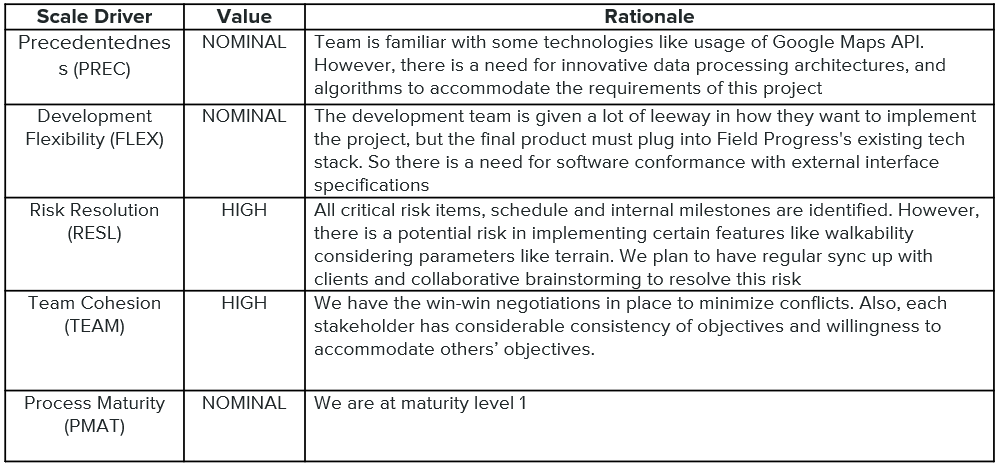 Scale Driver Value Rationale
Precedentednes NOMINAL Team is familiar with some technologies like usage of Google Maps API.
s (PREC) However, there is a need for innovative data processing architectures, and
algorithms to accommodate the requirements of this project
Development NOMINAL The development team is given a lot of leeway in how they want to implement
Flexibility (FLEX) the project, but the final product must plug into Field Progress's existing tech
stack. So there is a need for software conformance with external interface
specifications
Risk Resolution HIGH All critical risk items, schedule and internal milestones are identified. However,
(RESL) there is a potential risk in implementing certain features like walkability
considering parameters like terrain. We plan to have regular sync up with
clients and collaborative brainstorming to resolve this risk
Team Cohesion HIGH We have the win-win negotiations in place to minimize conflicts. Also, each
(TEAM) stakeholder has considerable consistency of objectives and willingness to
accommodate others’ objectives.
Process Maturity NOMINAL We are at maturity level 1
(PMAT)